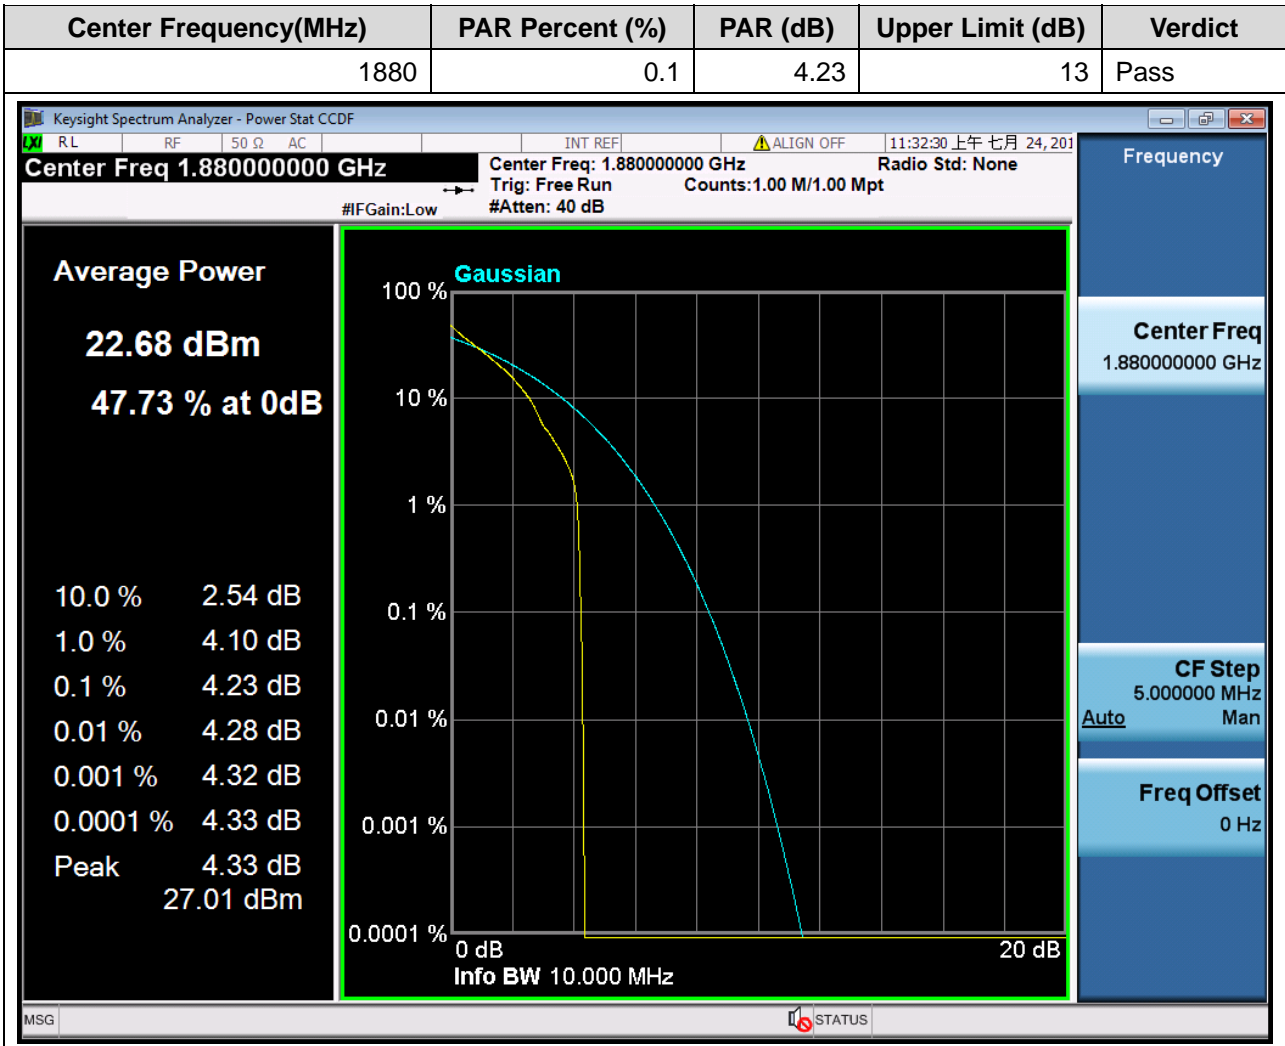 Center Frequency(MHz) PAR Percent (%) PAR (dB) Upper Limit (dB) Verdict
1880 0.1 4.23 13 Pass
Keysight Spectrum Analyzer - Power Stat CCDF
LXI RL RF 50 Ω AC INT REF ALIGN OFF 11:32:30 上午 七月 24, 201
Center Freq 1.880000000 GHz
Center Freq: 1.880000000 GHz Radio Std: None
Trig: Free Run Counts:1.00 M/1.00 Mpt
#IFGain:Low #Atten: 40 dB
Frequency
Average Power
22.68 dBm
47.73 % at 0dB
10.0 % 2.54 dB
1.0 % 4.10 dB
0.1 % 4.23 dB
0.01 % 4.28 dB
0.001 % 4.32 dB
0.0001 % 4.33 dB
Peak 4.33 dB
27.01 dBm
Gaussian
100 %
10 %
1 %
0.1 %
0.01 %
0.001 %
0.0001 %
0 dB 20 dB
Info BW 10.000 MHz
Center Freq
1.880000000 GHz
CF Step
5.000000 MHz
Auto Man
Freq Offset
0 Hz
MSG STATUS